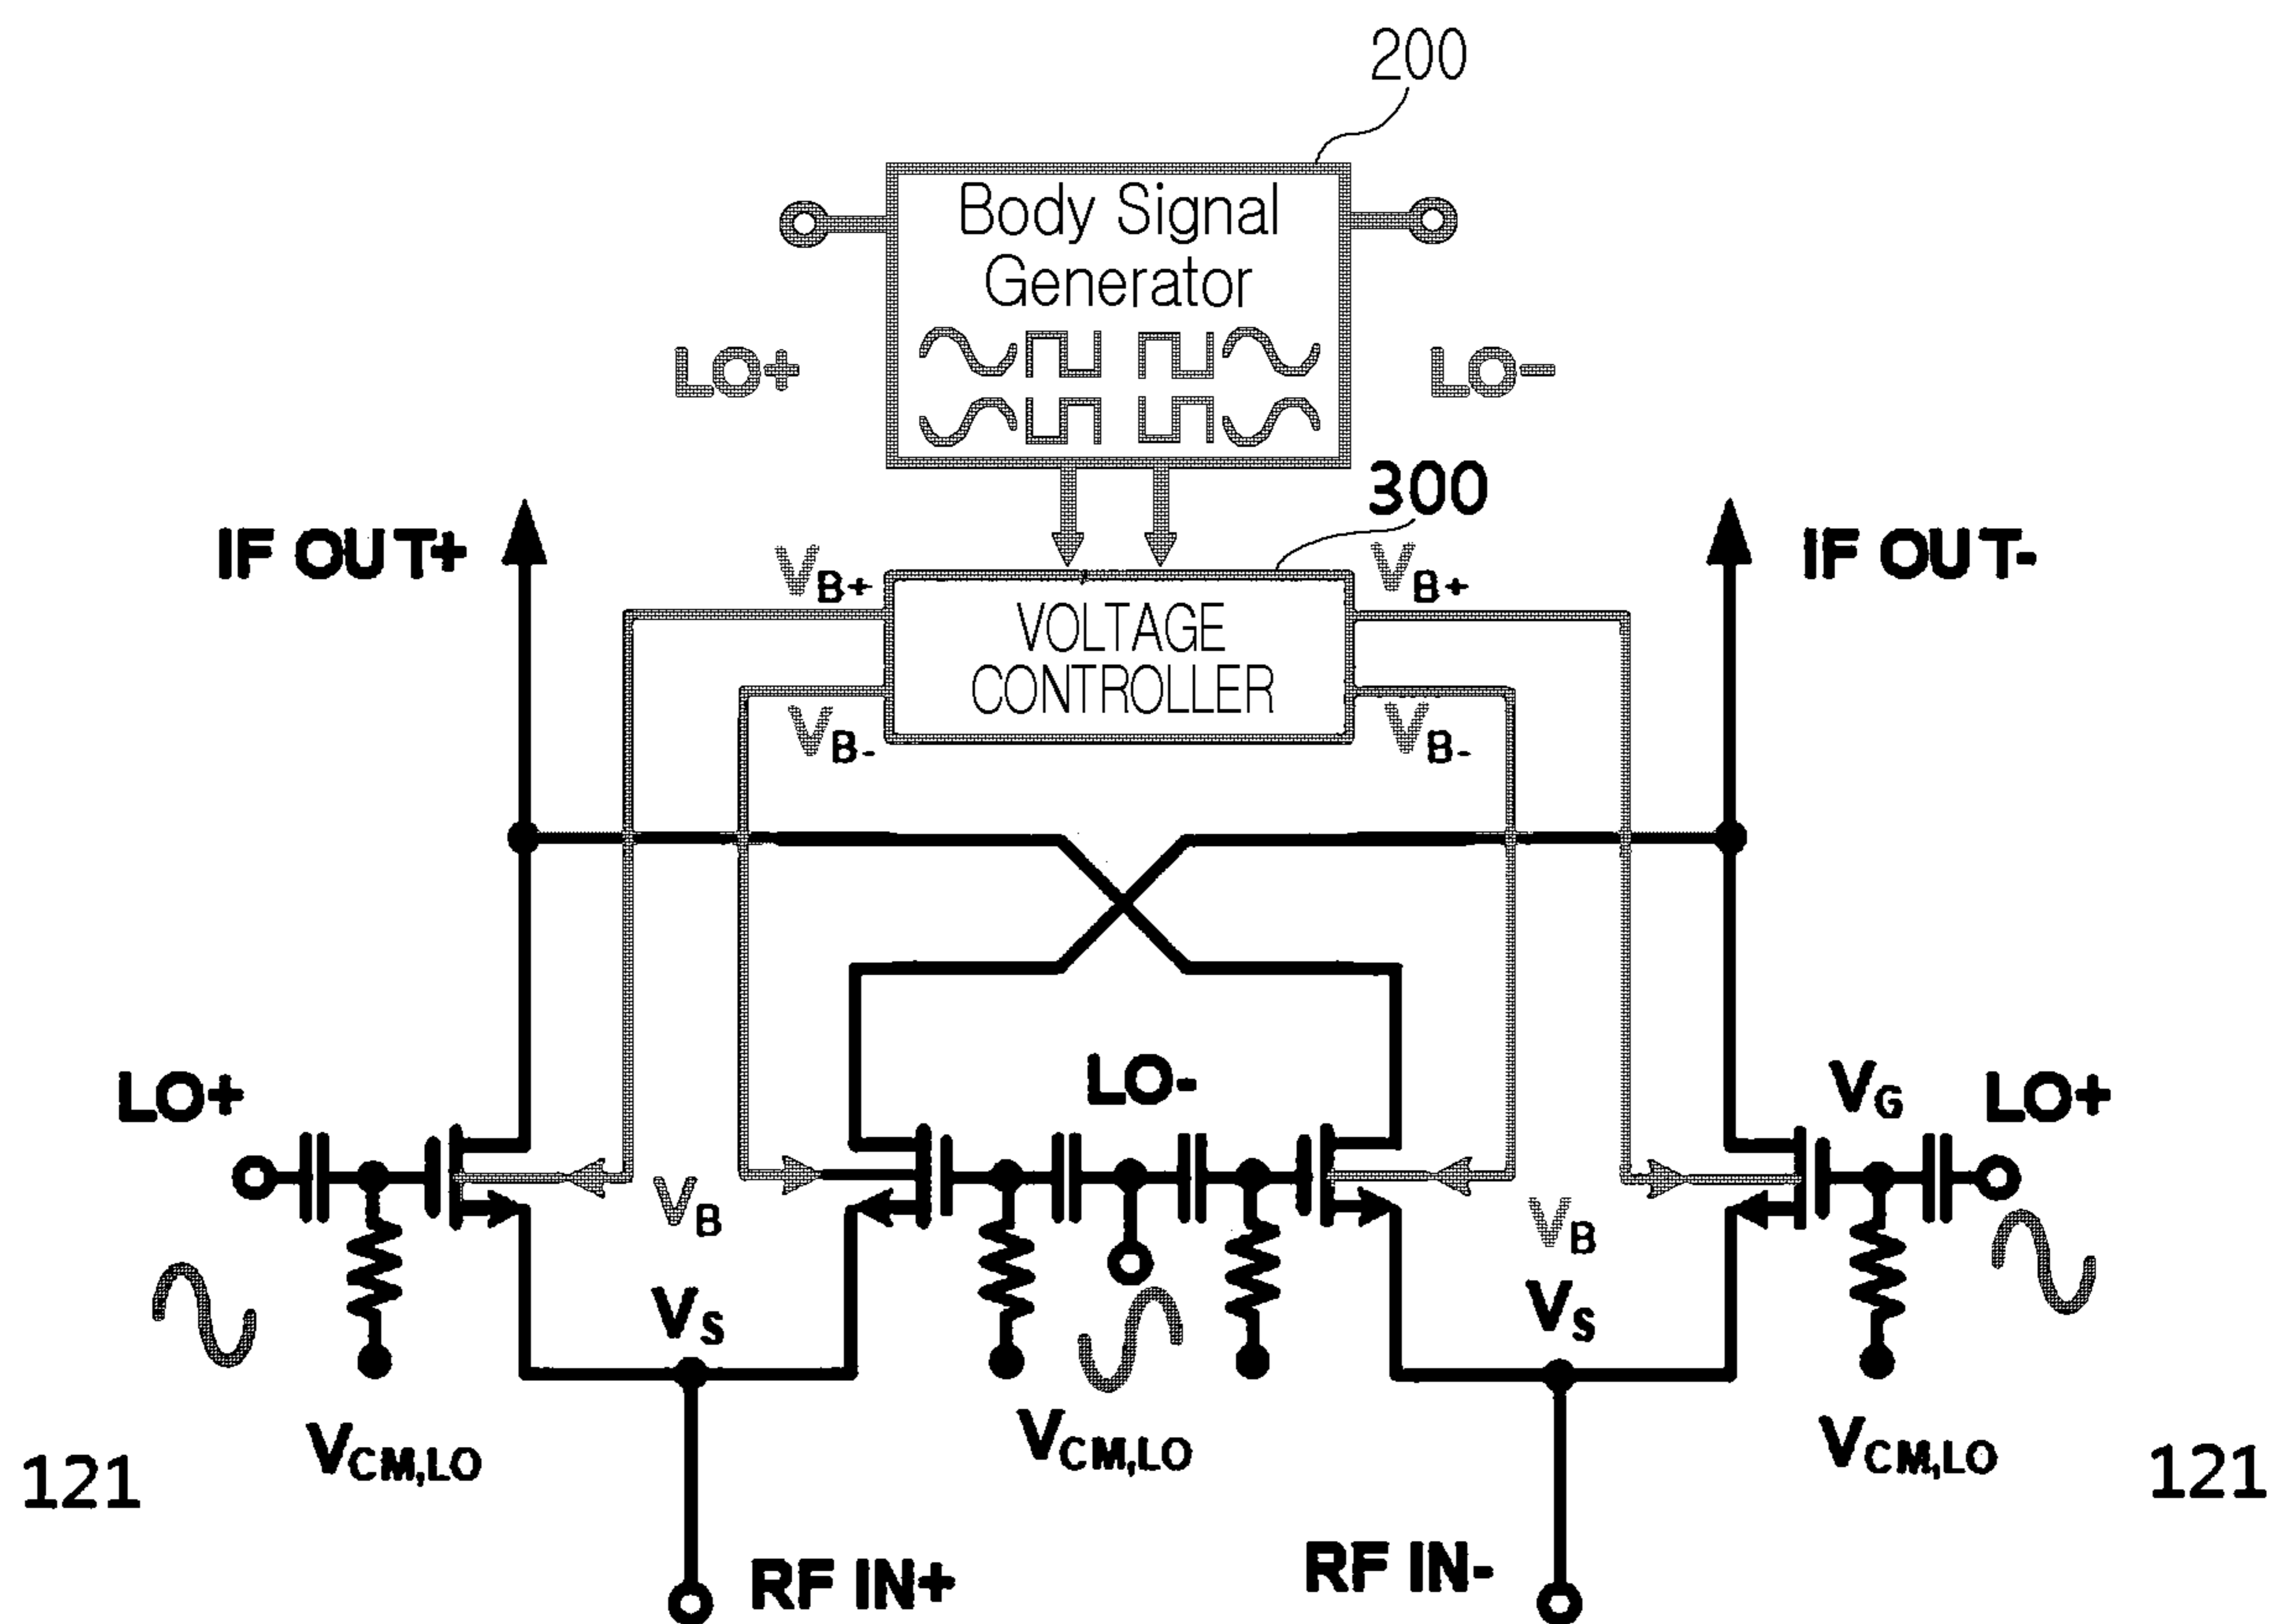 200
Body Signal
Generator
LO+
LO-
300
IF OUT+
VB+
VB+
IF OUT-
VOLTAGE
CONTROLLER
VB-
VB-
LO+
LO-
VG
LO+
VB
VB
VS
VS
VCM,LO
VCM,LO
VCM,LO
121
121
RF IN+
RF IN-